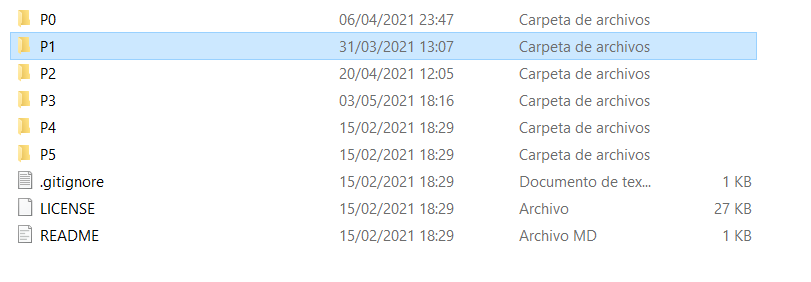 P0 06/04/2021 23:47 Carpeta de archivos
P1 31/03/2021 13:07 Carpeta de archivos
P2 20/04/2021 12:05 Carpeta de archivos
P3 03/05/2021 18:16 Carpeta de archivos
P4 15/02/2021 18:29 Carpeta de archivos
P5 15/02/2021 18:29 Carpeta de archivos
.gitignore 15/02/2021 18:29 Documento de tex... 1 KB
LICENSE 15/02/2021 18:29 Archivo 27 KB
README 15/02/2021 18:29 Archivo MD 1 KB